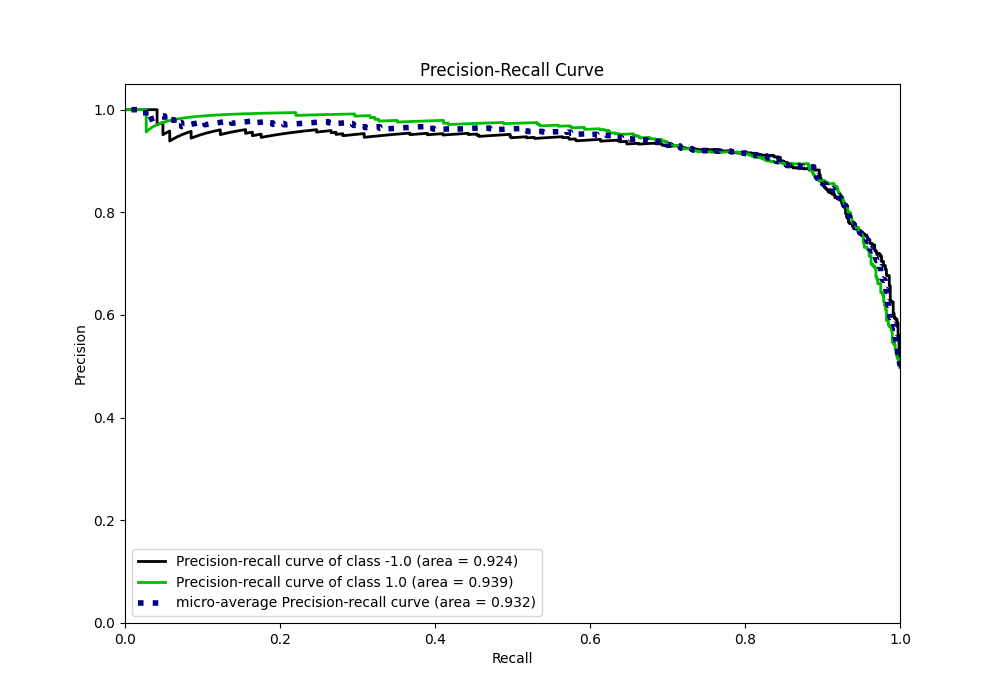 Precision-Recall Curve
1.0
0.8
0.6
0.4
0.2
0.0
Precision
Precision-recall curve of class -1.0 (area = 0.924)
Precision-recall curve of class 1.0 (area = 0.939)
micro-average Precision-recall curve (area = 0.932)
0.0 0.2 0.4 0.6 0.8 1.0
Recall